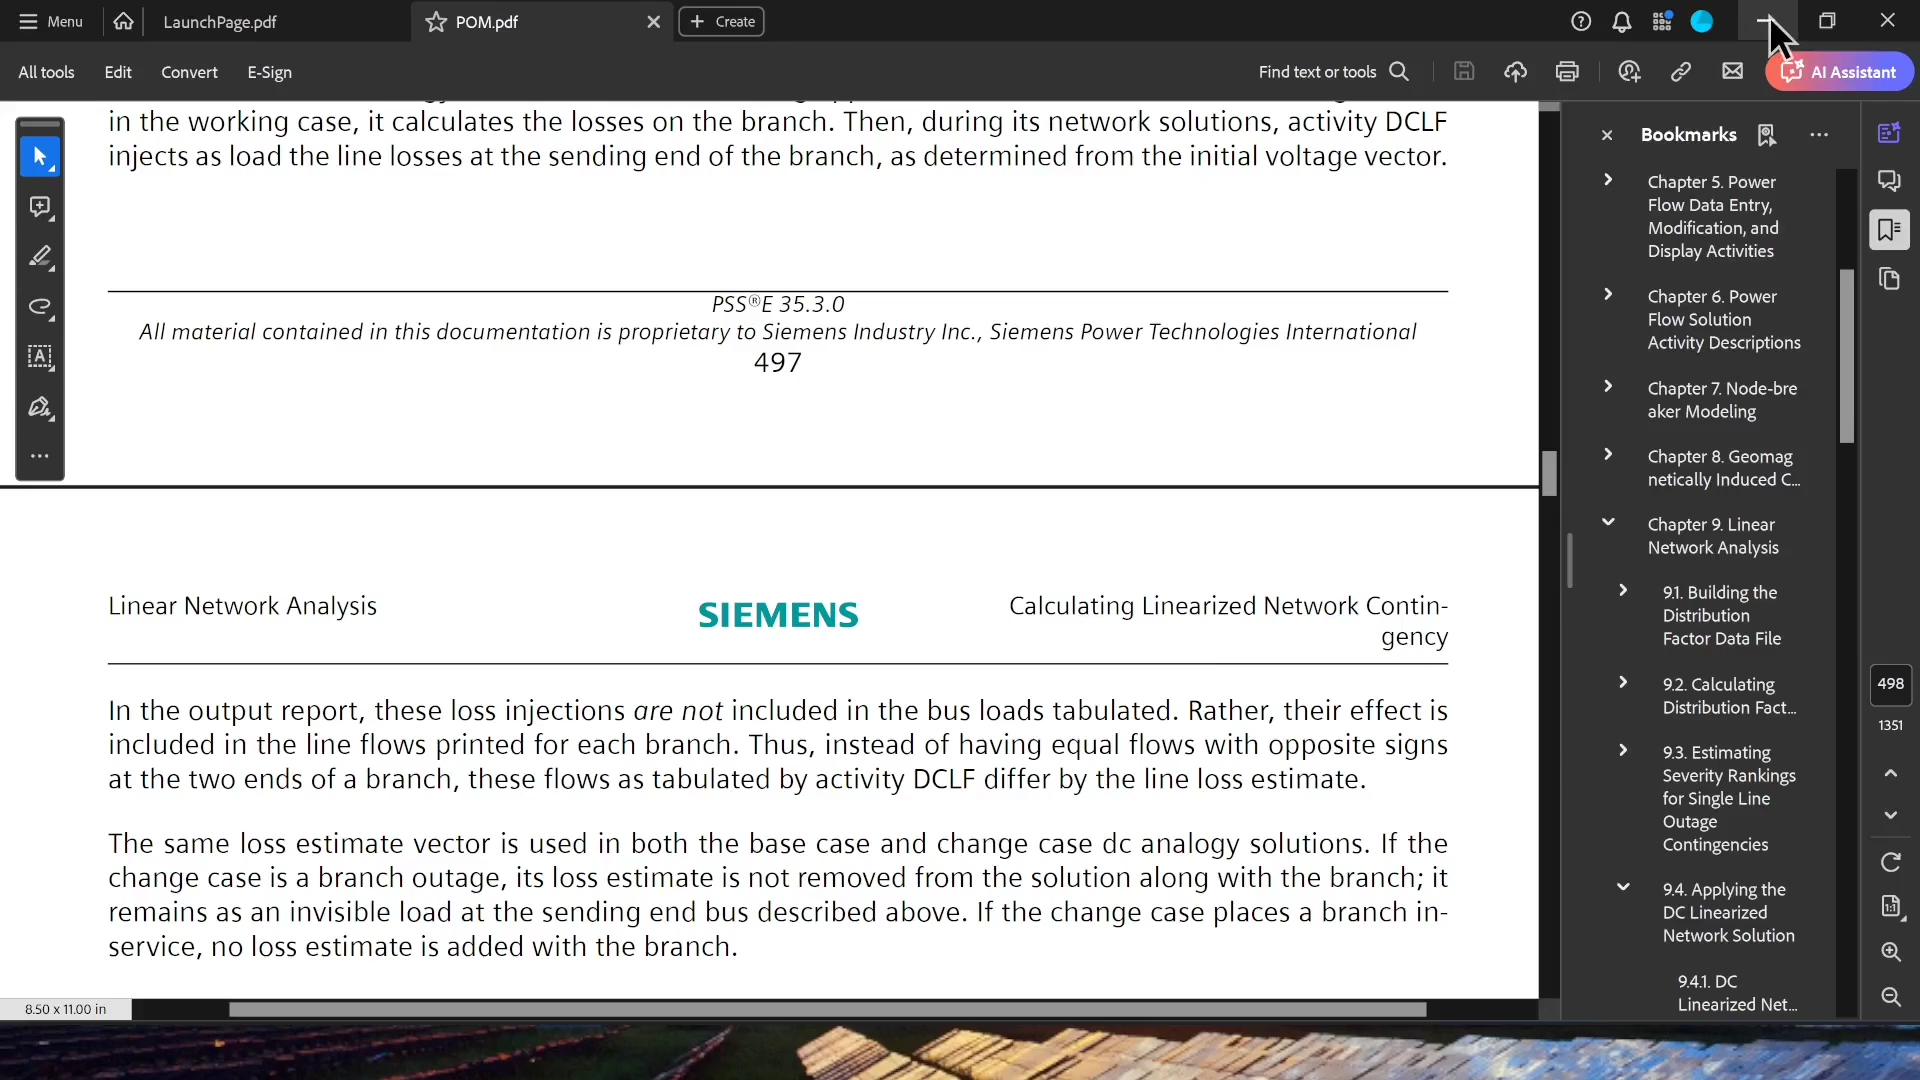 Menu
LaunchPage.pdf
POM.pdf
Create
All tools
Edit
Convert
E-Sign
Find text or tools
AI Assistant
in the working case, it calculates the losses on the branch. Then, during its network solutions, activity DCLF
injects as load the line losses at the sending end of the branch, as determined from the initial voltage vector.
PSS®E 35.3.0
All material contained in this documentation is proprietary to Siemens Industry Inc., Siemens Power Technologies International
497
Linear Network Analysis
SIEMENS
Calculating Linearized Network Contin-
gency
In the output report, these loss injections are not included in the bus loads tabulated. Rather, their effect is
included in the line flows printed for each branch. Thus, instead of having equal flows with opposite signs
at the two ends of a branch, these flows as tabulated by activity DCLF differ by the line loss estimate.
The same loss estimate vector is used in both the base case and change case dc analogy solutions. If the
change case is a branch outage, its loss estimate is not removed from the solution along with the branch; it
remains as an invisible load at the sending end bus described above. If the change case places a branch in-
service, no loss estimate is added with the branch.
8.50 x 11.00 in
Bookmarks
Chapter 5. Power
Flow Data Entry,
Modification, and
Display Activities
Chapter 6. Power
Flow Solution
Activity Descriptions
Chapter 7. Node-bre
aker Modeling
Chapter 8. Geomag
netically Induced C...
Chapter 9. Linear
Network Analysis
9.1. Building the
Distribution
Factor Data File
9.2. Calculating
Distribution Fact...
9.3. Estimating
Severity Rankings
for Single Line
Outage
Contingencies
9.4. Applying the
DC Linearized
Network Solution
9.4.1. DC
Linearized Net...
498
1351